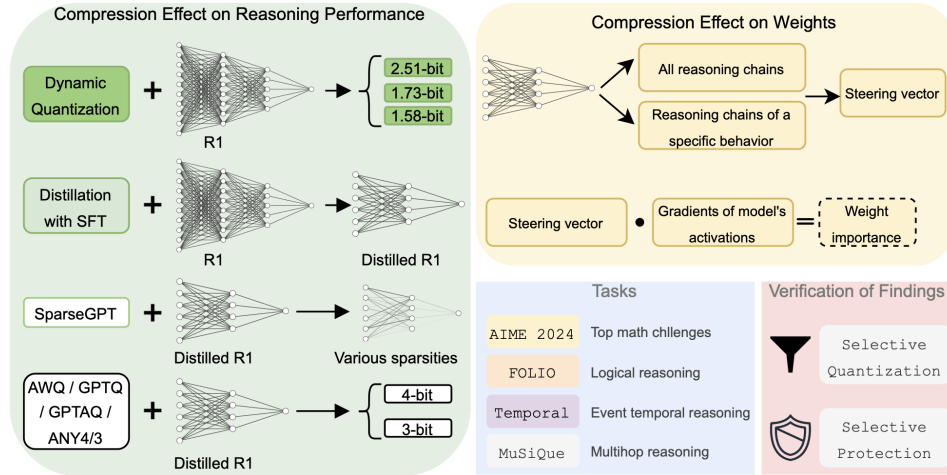 Compression Effect on Reasoning Performance
Dynamic
Quantization
+
R1
2.51-bit
1.73-bit
1.58-bit
Distillation
with SFT
+
R1
Distilled R1
SparseGPT
+
Distilled R1
Various sparsities
AWQ / GPTQ
/ GPTAQ /
ANY4/3
+
Distilled R1
4-bit
3-bit
Compression Effect on Weights
All reasoning chains
Reasoning chains of a
specific behavior
Steering vector
Steering vector
•
Gradients of model's
activations
=
Weight
importance
Tasks
AIME 2024
Top math chllenges
FOLIO
Logical reasoning
Temporal
Event temporal reasoning
MuSiQue
Multihop reasoning
Verification of Findings
Selective
Quantization
Selective
Protection